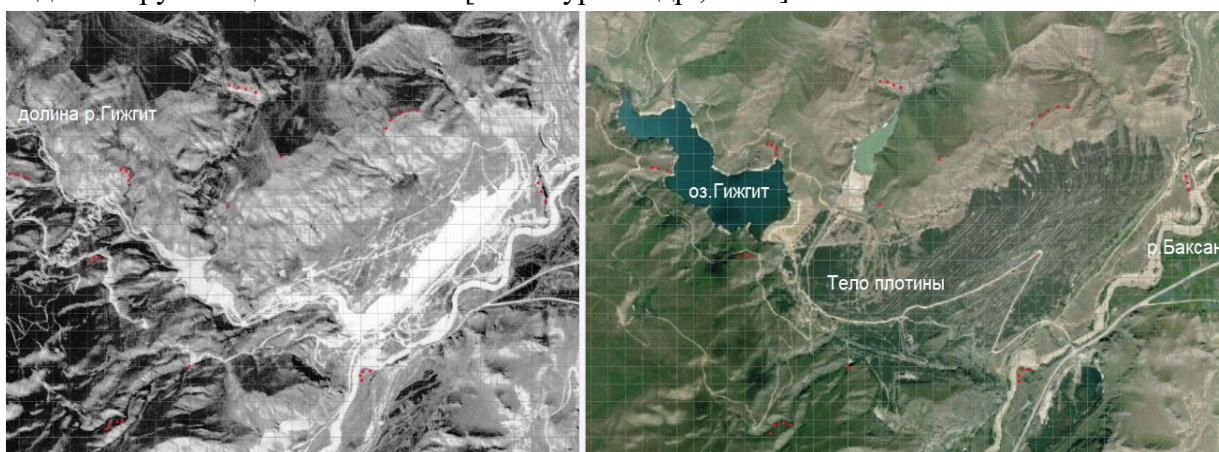 долина р.Гижгит
оз.Гижгит
р.Баксан
Тело плотины